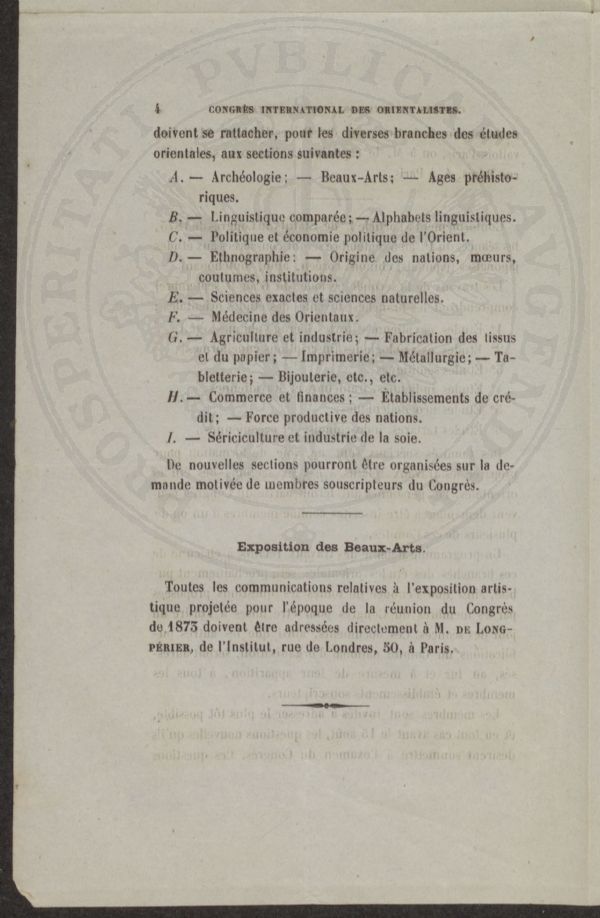 4 CONGRÈS INTERNATIONAL DES ORIENTALISTES.
doivent se rattacher, pour les diverses branches des études
orientales, aux sections suivantes :
A. — Archéologie ; — Beaux-Arts ; — Ages préhisto-
riques.
B. — Linguistique comparée ; — Alphabets linguistiques.
C. — Politique et économie politique de l'Orient.
D. — Ethnographie : — Origine des nations, mœurs,
coutumes, institutions.
E. — Sciences exactes et sciences naturelles.
F. — Médecine des Orientaux.
G. — Agriculture et industrie ; — Fabrication des tissus
et du papier ; — Imprimerie ; — Métallurgie ; — Ta-
bletterie ; — Bijouterie, etc., etc.
H. — Commerce et finances ; — Établissements de cré-
dit ; — Force productive des nations.
I. — Sériciculture et industrie de la soie.
De nouvelles sections pourront être organisées sur la de-
mande motivée de membres souscripteurs du Congrès.
Exposition des Beaux-Arts.
Toutes les communications relatives à l'exposition artis-
tique projetée pour l'époque de la réunion du Congrès
de 1873 doivent être adressées directement à M. DE LONG-
PÉRIER, de l'Institut, rue de Londres, 50, à Paris.
PROSPERITATI PVBLICAE AVGENDAE